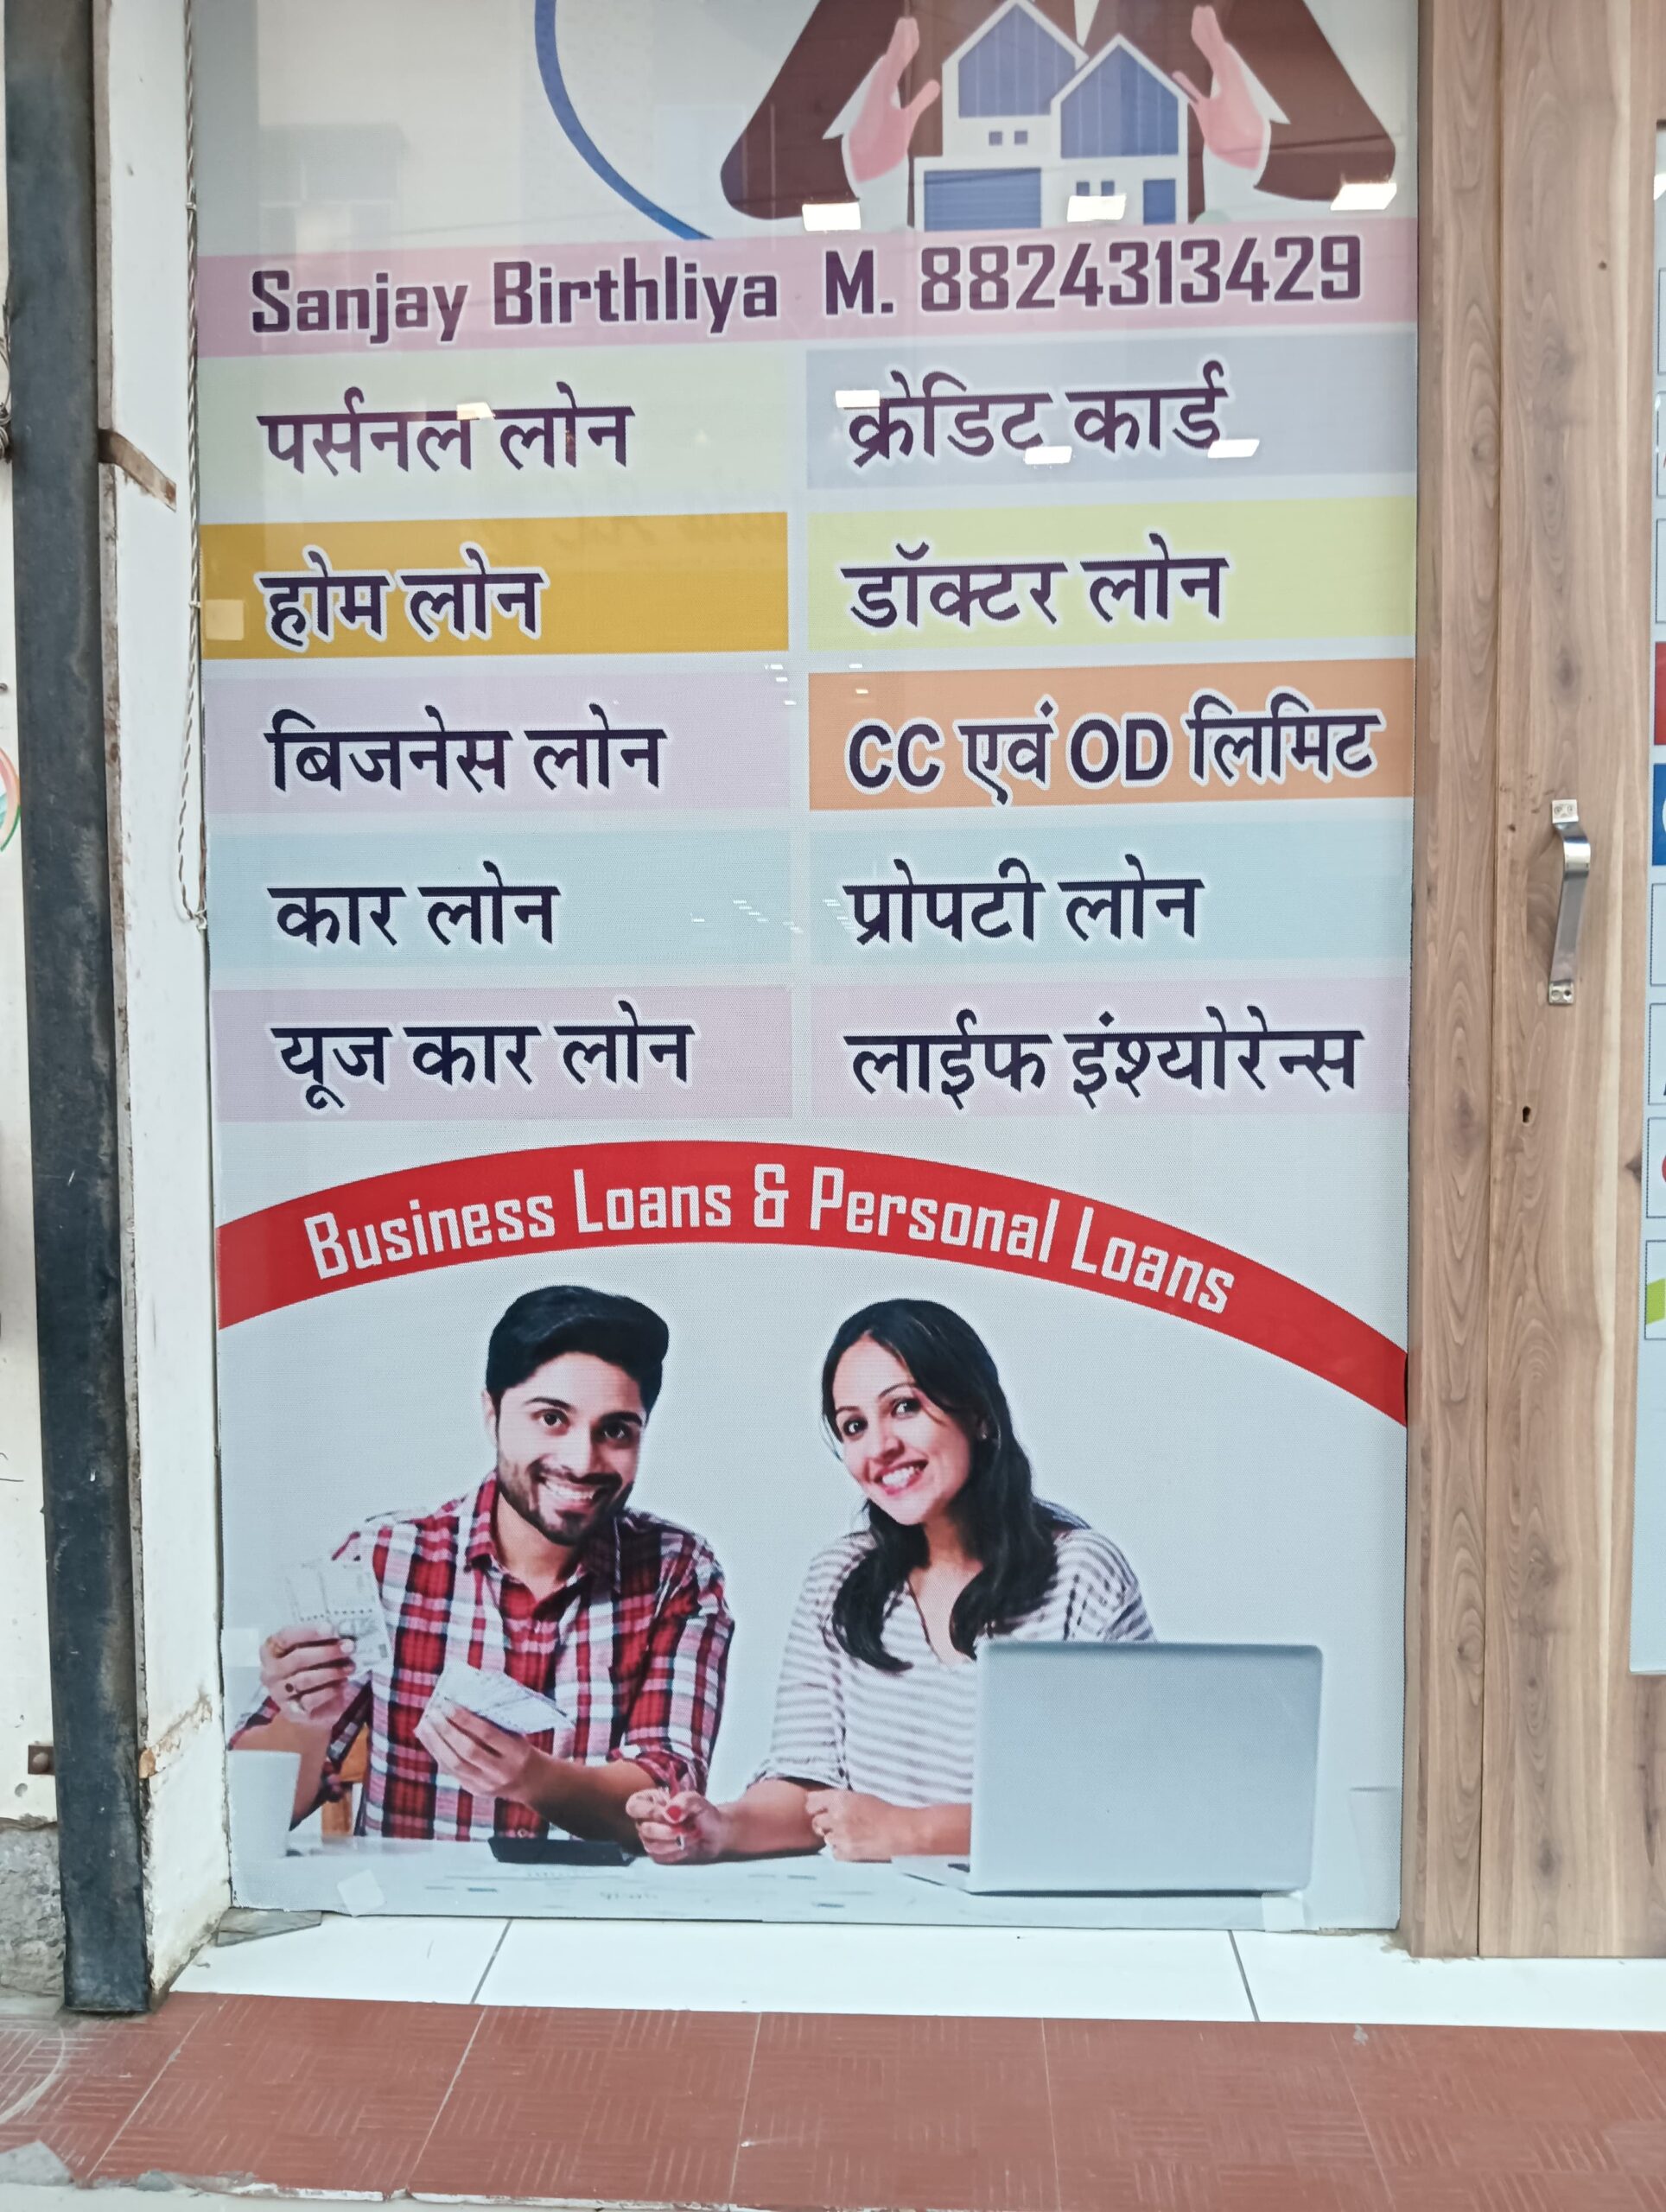 Sanjay Birthliya M. 8824313429
पर्सनल लोन
क्रेडिट कार्ड
होम लोन
डॉक्टर लोन
बिजनेस लोन
CC एवं OD लिमिट
कार लोन
प्रोपटी लोन
यूज कार लोन
लाईफ इंश्योरेन्स
Business Loans & Personal Loans